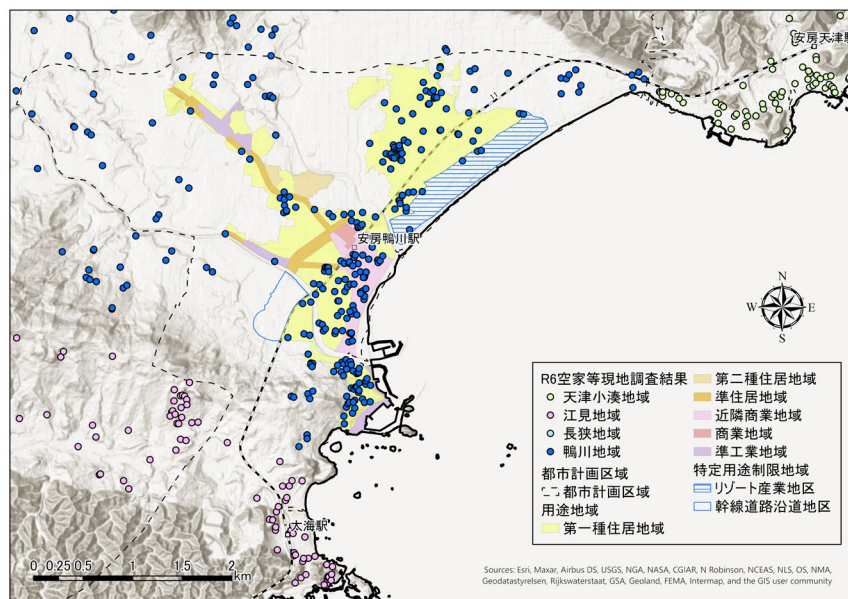 安房天津駅
安房鴨川駅
太海駅
N
W
E
S
R6空家等現地調査結果
天津小湊地域
江見地域
長狭地域
鴨川地域
都市計画区域
都市計画区域
用途地域
第一種住居地域
第二種住居地域
準住居地域
近隣商業地域
商業地域
準工業地域
特定用途制限地域
リゾート産業地区
幹線道路沿道地区
0 0.25 0.5 1 1.5 2
km
Sources: Esri, Maxar, Airbus DS, USGS, NGA, NASA, CGIAR, N Robinson, NCEAS, NLS, OS, NMA,
Geodatastyrelsen, Rijkswaterstaat, GSA, Geoland, FEMA, Intermap, and the GIS user community